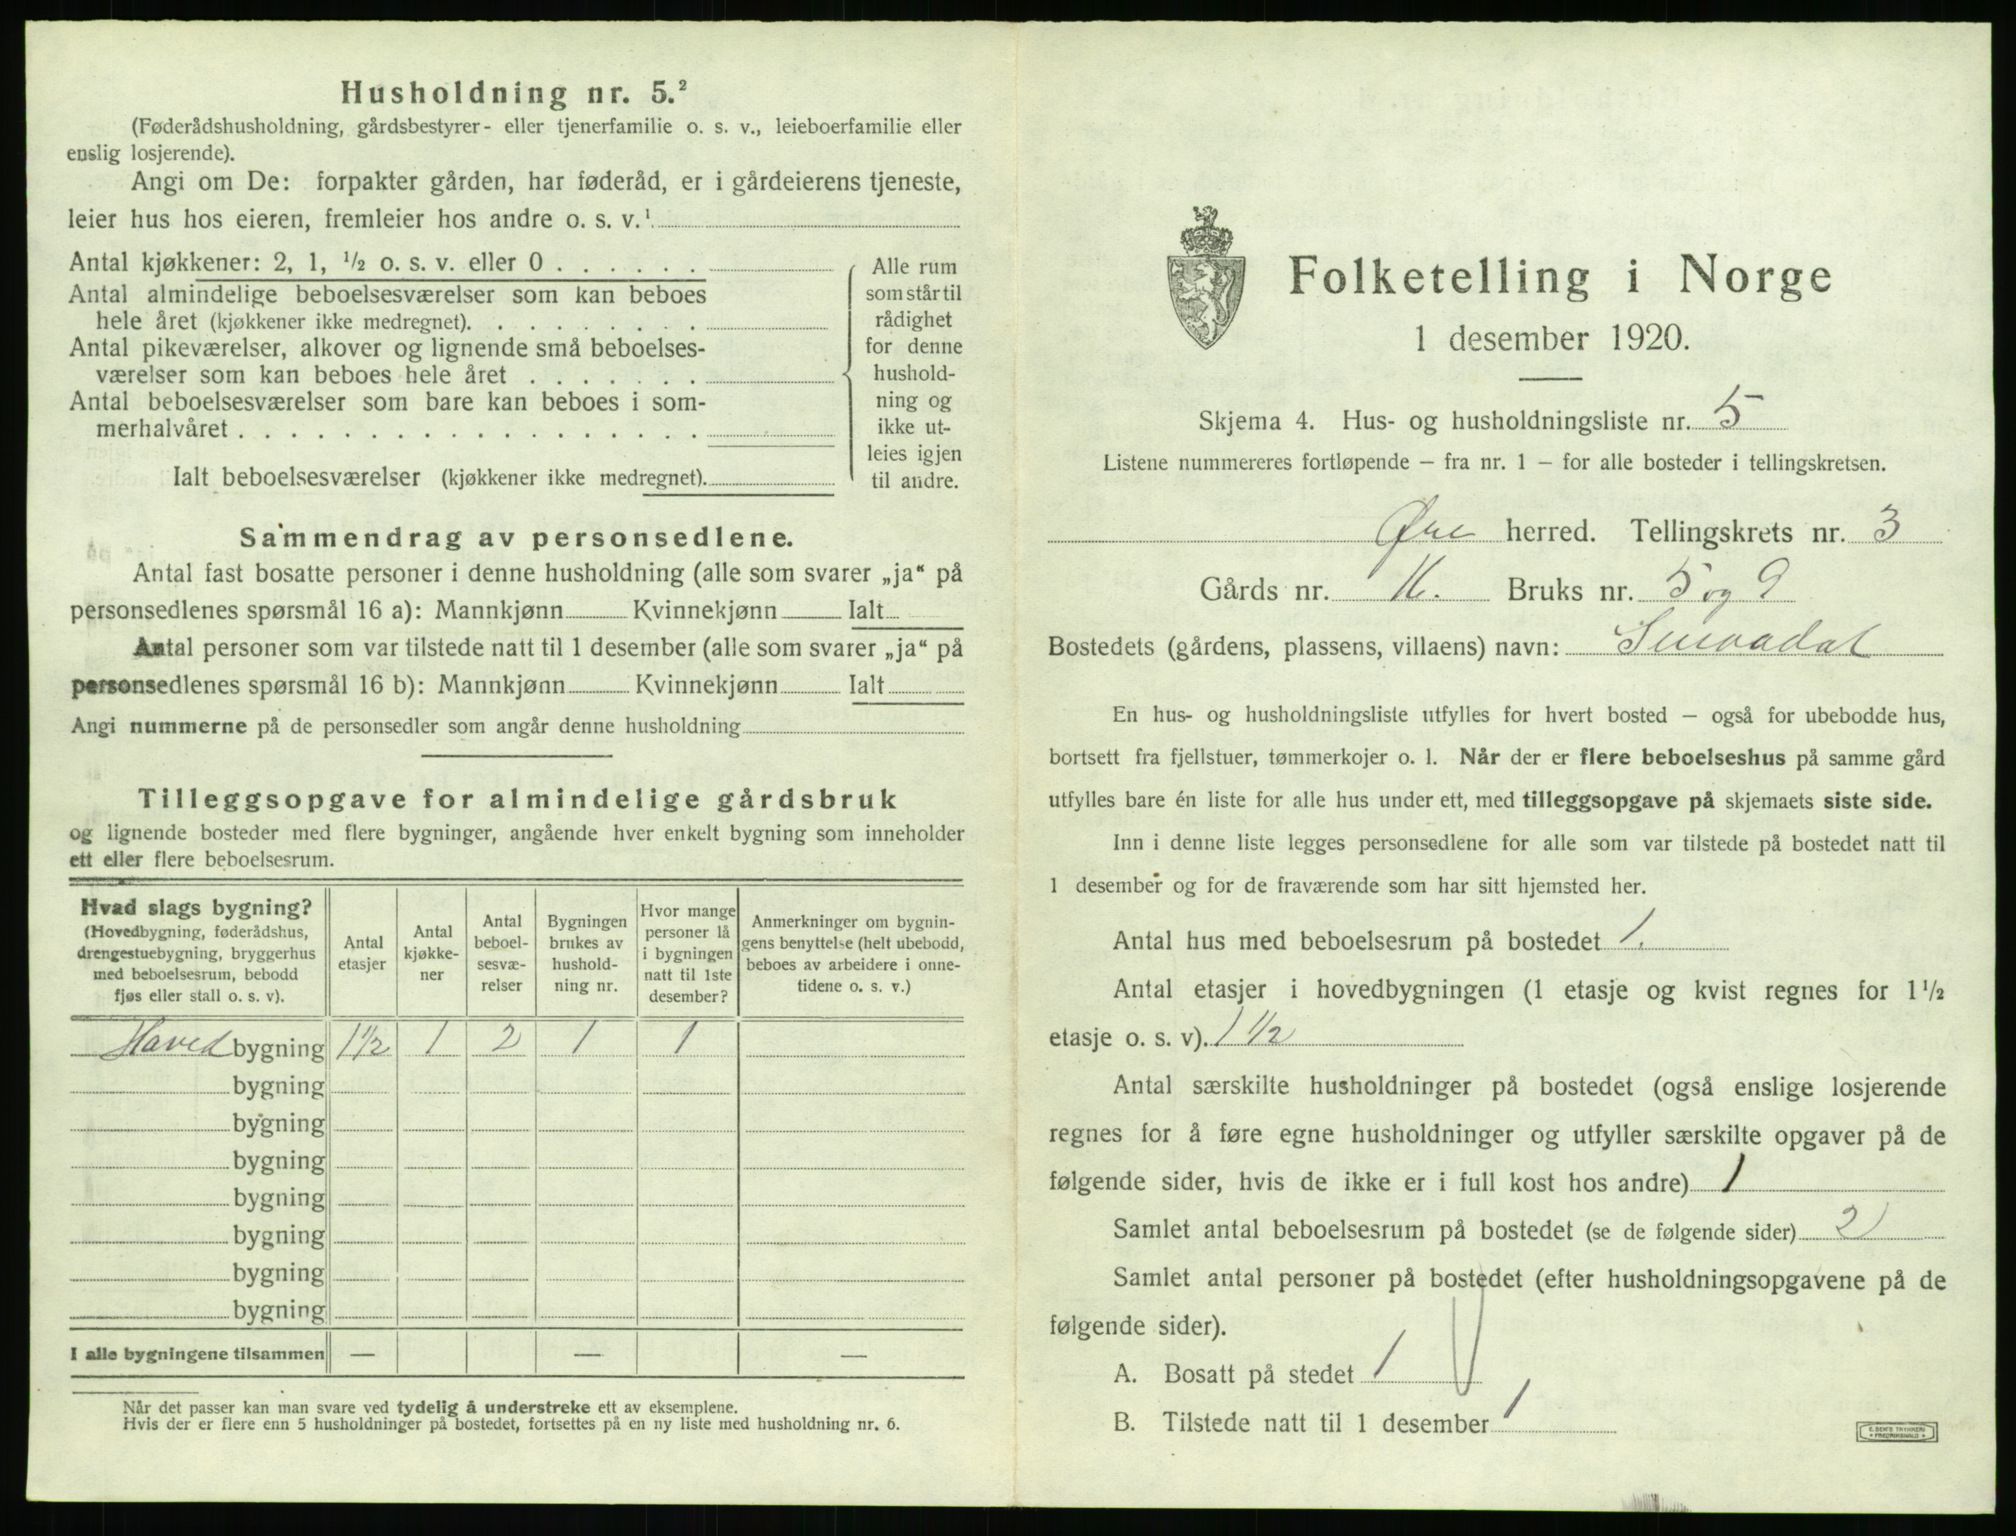 Husholdning nr. 5.²
(Føderådshusholdning, gårdsbestyrer- eller tjenerfamilie o. s. v., leieboerfamilie eller
enslig losjerende).
Angi om De: forpakter gården, har føderåd, er i gårdeierens tjeneste,
leier hus hos eieren, fremleier hos andre o. s. v.¹
Antal kjøkkener: 2, 1, ½ o. s. v. eller 0 . . . . . .
Antal almindelige beboelsesværelser som kan beboes
hele året (kjøkkener ikke medregnet). . . . . . . . .
Antal pikeværelser, alkover og lignende små beboelses-
værelser som kan beboes hele året . . . . . . .
Antal beboelsesværelser som bare kan beboes i som-
merhalvåret . . . . . . . . . . . . . . . . . .
Ialt beboelsesværelser (kjøkkener ikke medregnet).
Alle rum
som står til
rådighet
for denne
hushold-
ning og
ikke ut-
leies igjen
til andre.
Sammendrag av personsedlene.
Antal fast bosatte personer i denne husholdning (alle som svarer „ja“ på
personsedlenes spørsmål 16 a): Mannkjønn Kvinnekjønn Ialt
Antal personer som var tilstede natt til 1 desember (alle som svarer „ja“ på
personsedlenes spørsmål 16 b): Mannkjønn Kvinnekjønn Ialt
Angi nummerne på de personsedler som angår denne husholdning
Tilleggsopgave for almindelige gårdsbruk
og lignende bosteder med flere bygninger, angående hver enkelt bygning som inneholder
ett eller flere beboelsesrum.
Hvad slags bygning?
(Hovedbygning, føderådshus,
drengestuebygning, bryggerhus
med beboelsesrum, bebodd
fjøs eller stall o. s. v).
Antal
etasjer
Antal
kjøkke-
ner
Antal
beboel-
sesvæ-
relser
Bygningen
brukes av
hushold-
ning nr.
Hvor mange
personer lå
i bygningen
natt til 1ste
desember?
Anmerkninger om bygnin-
gens benyttelse (helt ubebodd,
beboes av arbeidere i onne-
tidene o. s. v.)
Hovedbygning 1½ 1 2 1 1
bygning
bygning
bygning
bygning
bygning
bygning
bygning
I alle bygningene tilsammen — — —
Når det passer kan man svare ved tydelig å understreke ett av eksemplene.
Hvis der er flere enn 5 husholdninger på bostedet, fortsettes på en ny liste med husholdning nr. 6.
Folketelling i Norge
1 desember 1920.
Skjema 4. Hus- og husholdningsliste nr. 5
Listene nummereres fortløpende – fra nr. 1 – for alle bosteder i tellingskretsen.
Øre herred. Tellingskrets nr. 3
Gårds nr. Bruks nr. 5 og 9
Bostedets (gårdens, plassens, villaens) navn:
En hus- og husholdningsliste utfylles for hvert bosted – også for ubebodde hus,
bortsett fra fjellstuer, tømmerkojer o. l. Når der er flere beboelseshus på samme gård
utfylles bare én liste for alle hus under ett, med tilleggsopgave på skjemaets siste side.
Inn i denne liste legges personsedlene for alle som var tilstede på bostedet natt til
1 desember og for de fraværende som har sitt hjemsted her.
Antal hus med beboelsesrum på bostedet 1.
Antal etasjer i hovedbygningen (1 etasje og kvist regnes for 1½
etasje o. s. v). 1½
Antal særskilte husholdninger på bostedet (også enslige losjerende
regnes for å føre egne husholdninger og utfyller særskilte opgaver på de
følgende sider, hvis de ikke er i full kost hos andre) 1
Samlet antal beboelsesrum på bostedet (se de følgende sider) 2
Samlet antal personer på bostedet (efter husholdningsopgavene på de
følgende sider).
A. Bosatt på stedet 1
B. Tilstede natt til 1 desember 1